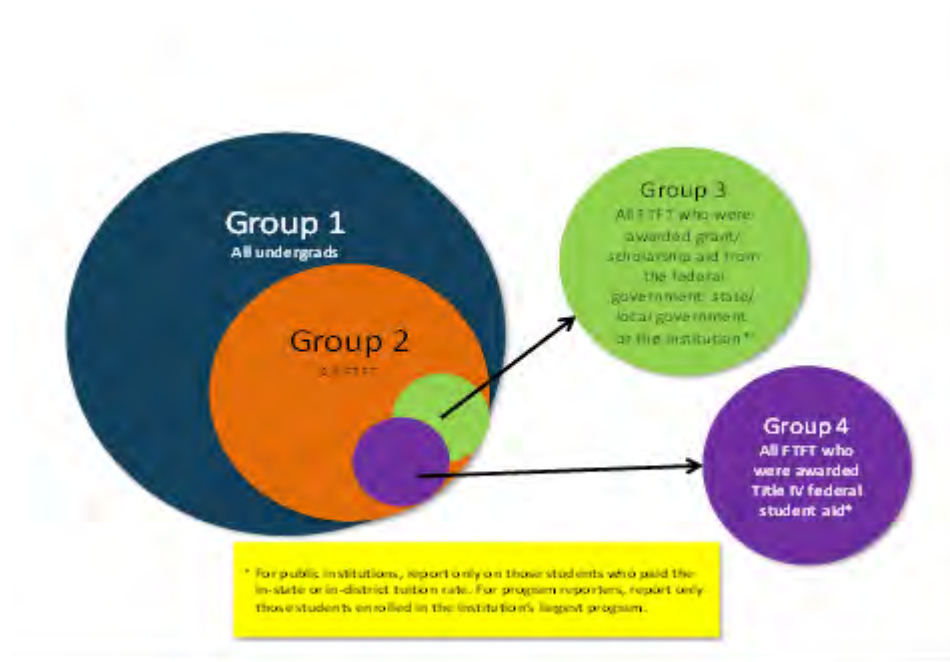 Group 1
All undergrads
Group 2
All FTFT
Group 3
All FTFT who were
awarded grant/
scholarship aid from
the federal
government, state/
local government
or the institution*
Group 4
All FTFT who
were awarded
Title IV federal
student aid*
* For public institutions, report only on those students who paid the
in-state or in-district tuition rate. For program reporters, report only
those students enrolled in the institution's largest program.